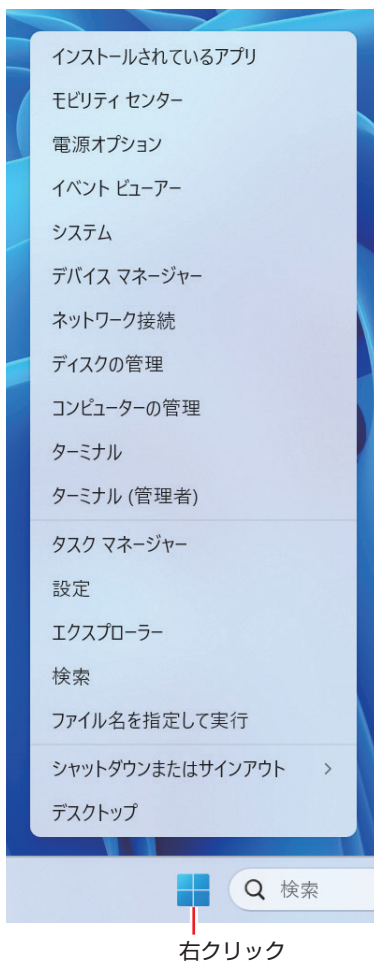 インストールされているアプリ
モビリティ センター
電源オプション
イベント ビューアー
システム
デバイス マネージャー
ネットワーク接続
ディスクの管理
コンピューターの管理
ターミナル
ターミナル (管理者)
タスク マネージャー
設定
エクスプローラー
検索
ファイル名を指定して実行
シャットダウンまたはサインアウト
デスクトップ
検索
右クリック